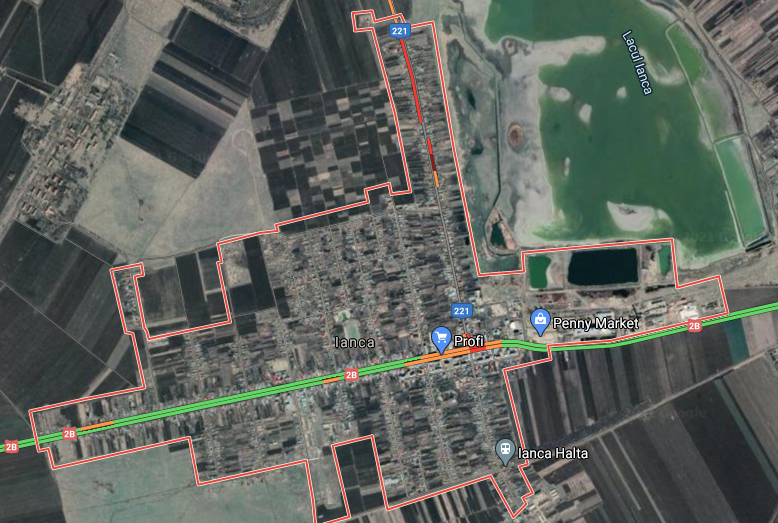 221
Lacul Ianca
221
Penny Market
2B
Profi
Ianca
2B
2B
2B
Ianca Halta